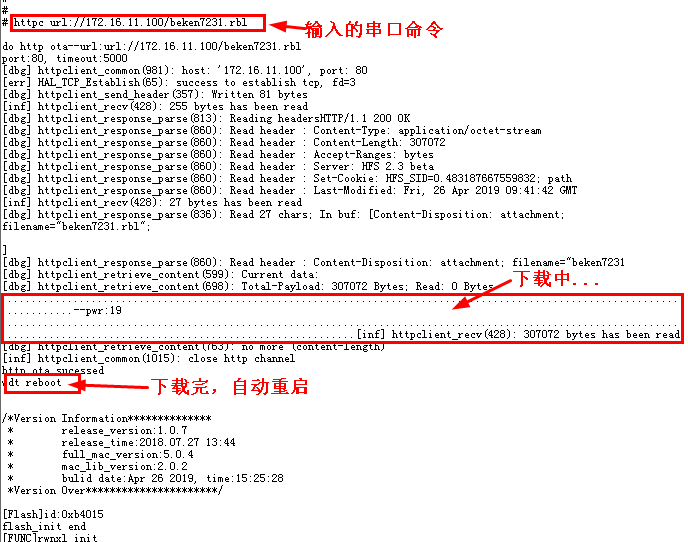 #
# httpc url://172.16.11.100/beken7231.rbl
输入的串口命令
do http ota--url:url:/172.16.11.100/beken7231.rbl
port:80, timeout:5000
[dbg] httpclient_common(981): host: '172.16.11.100', port: 80
[err] HAL_TCP_Establish(65): success to establish tcp, fd=3
[dbg] httpclient_send_header(357): Written 81 bytes
[inf] httpclient_recv(428): 255 bytes has been read
[dbg] httpclient_response_parse(813): Reading headersHTTP/1.1 200 OK
[dbg] httpclient_response_parse(860): Read header : Content-Type: application/octet-stream
[dbg] httpclient_response_parse(860): Read header : Content-Length: 307072
[dbg] httpclient_response_parse(860): Read header : Accept-Ranges: bytes
[dbg] httpclient_response_parse(860): Read header : Server: HFS 2.3 beta
[dbg] httpclient_response_parse(860): Read header : Set-Cookie: HFS_SID=0.483187667559832; path
[dbg] httpclient_response_parse(860): Read header : Last-Modified: Fri, 26 Apr 2019 09:41:42 GMT
[inf] httpclient_recv(428): 27 bytes has been read
[dbg] httpclient_response_parse(836): Read 27 chars; In buf: [Content-Disposition: attachment;
filename="beken7231.rbl";
]
[dbg] httpclient_response_parse(860): Read header : Content-Disposition: attachment; filename="beken7231
[dbg] httpclient_retrieve_content(599): Current data:
[dbg] httpclient_retrieve_content(698): Total-Payload: 307072 Bytes; Read: 0 Bytes
下载中...
...........--pwr:19
[inf] httpclient_recv(428): 307072 bytes has been read
[dbg] httpclient_retrieve_content(763): no more (content-length)
[inf] httpclient_common(1015): close http channel
http ota sucessed
wdt reboot
下载完，自动重启
/*Version Information**************
* release_version:1.0.7
* release_time:2018.07.27 13:44
* full_mac_version:5.0.4
* mac_lib_version:2.0.2
* bulid date:Apr 26 2019, time:15:25:28
*Version Over**********************/
[Flash]id:0xb4015
flash_init end
[FUNC]rwnxl_init